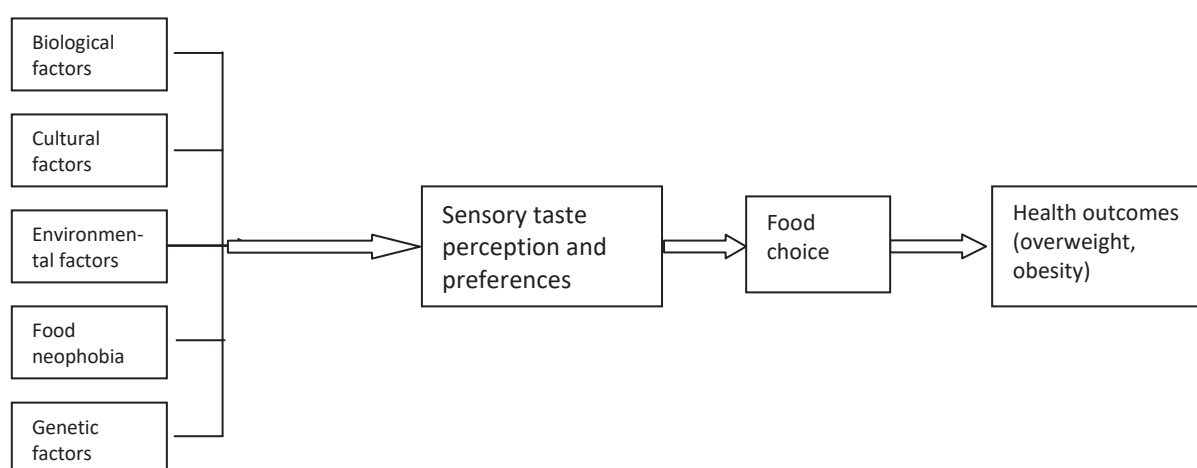 Biological
factors
Cultural
factors
Environmen-
tal factors
Food
neophobia
Genetic
factors
Sensory taste
perception and
preferences
Food
choice
Health outcomes
(overweight,
obesity)